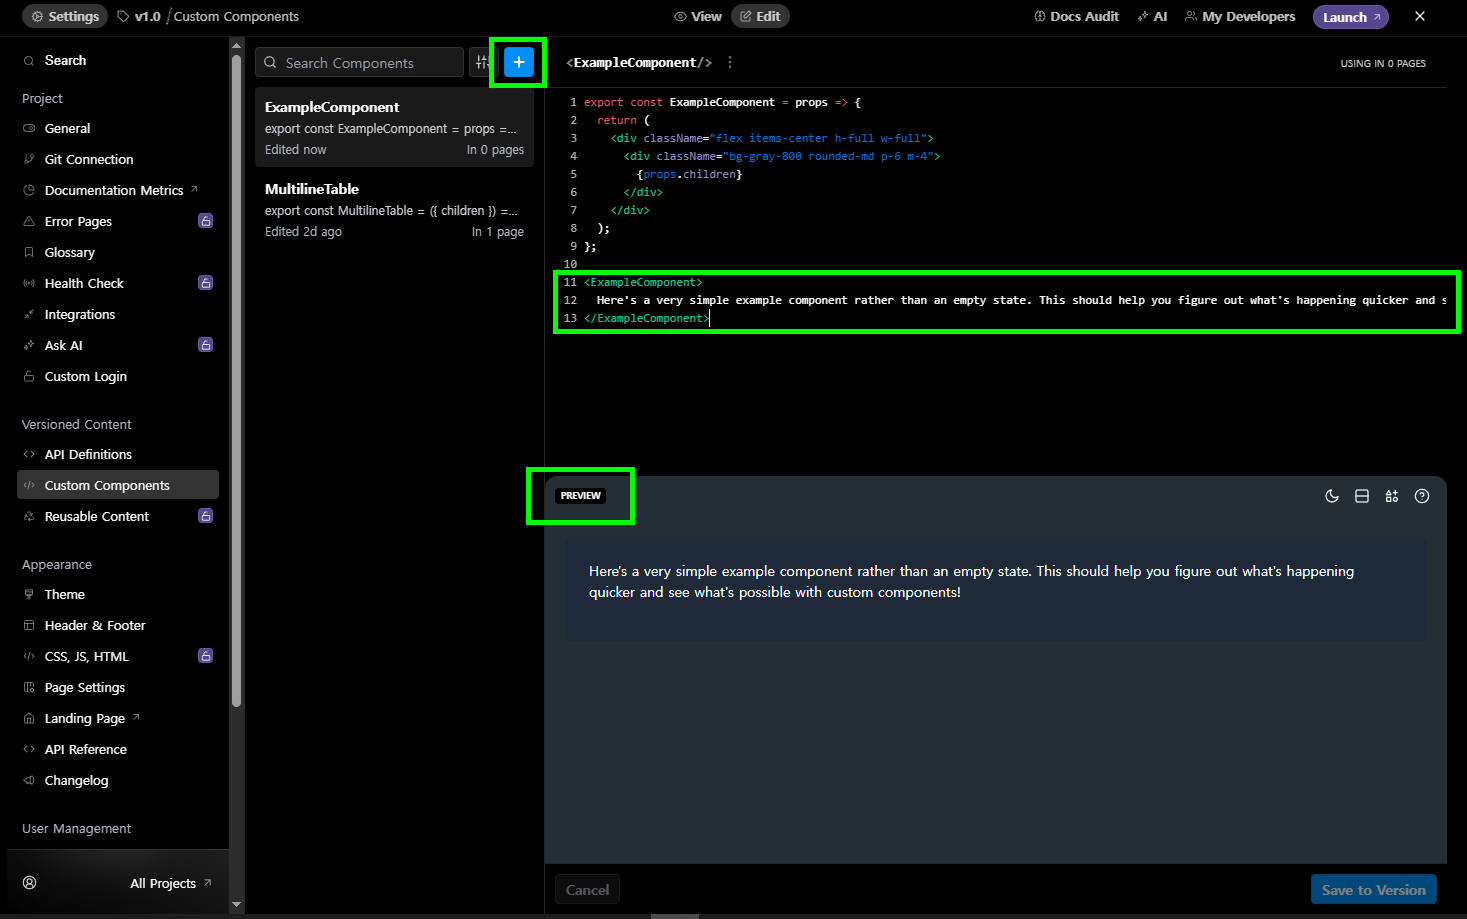 Settings v1.0 / Custom Components View Edit Docs Audit AI My Developers Launch
Search
Project
General
Git Connection
Documentation Metrics
Error Pages
Glossary
Health Check
Integrations
Ask AI
Custom Login
Versioned Content
API Definitions
Custom Components
Reusable Content
Appearance
Theme
Header & Footer
CSS, JS, HTML
Page Settings
Landing Page
API Reference
Changelog
User Management
All Projects
Search Components
ExampleComponent
export const ExampleComponent = props =...
Edited now In 0 pages
MultilineTable
export const MultilineTable = ({ children }) =...
Edited 2d ago In 1 page
<ExampleComponent/> USING IN 0 PAGES
1 export const ExampleComponent = props => {
2 return (
3 <div className="flex items-center h-full w-full">
4 <div className="bg-gray-800 rounded-md p-6 m-4">
5 {props.children}
6 </div>
7 </div>
8 );
9 };
10
11 <ExampleComponent>
12 Here's a very simple example component rather than an empty state. This should help you figure out what's happening quicker and s
13 </ExampleComponent>
PREVIEW
Here's a very simple example component rather than an empty state. This should help you figure out what's happening
quicker and see what's possible with custom components!
Cancel Save to Version